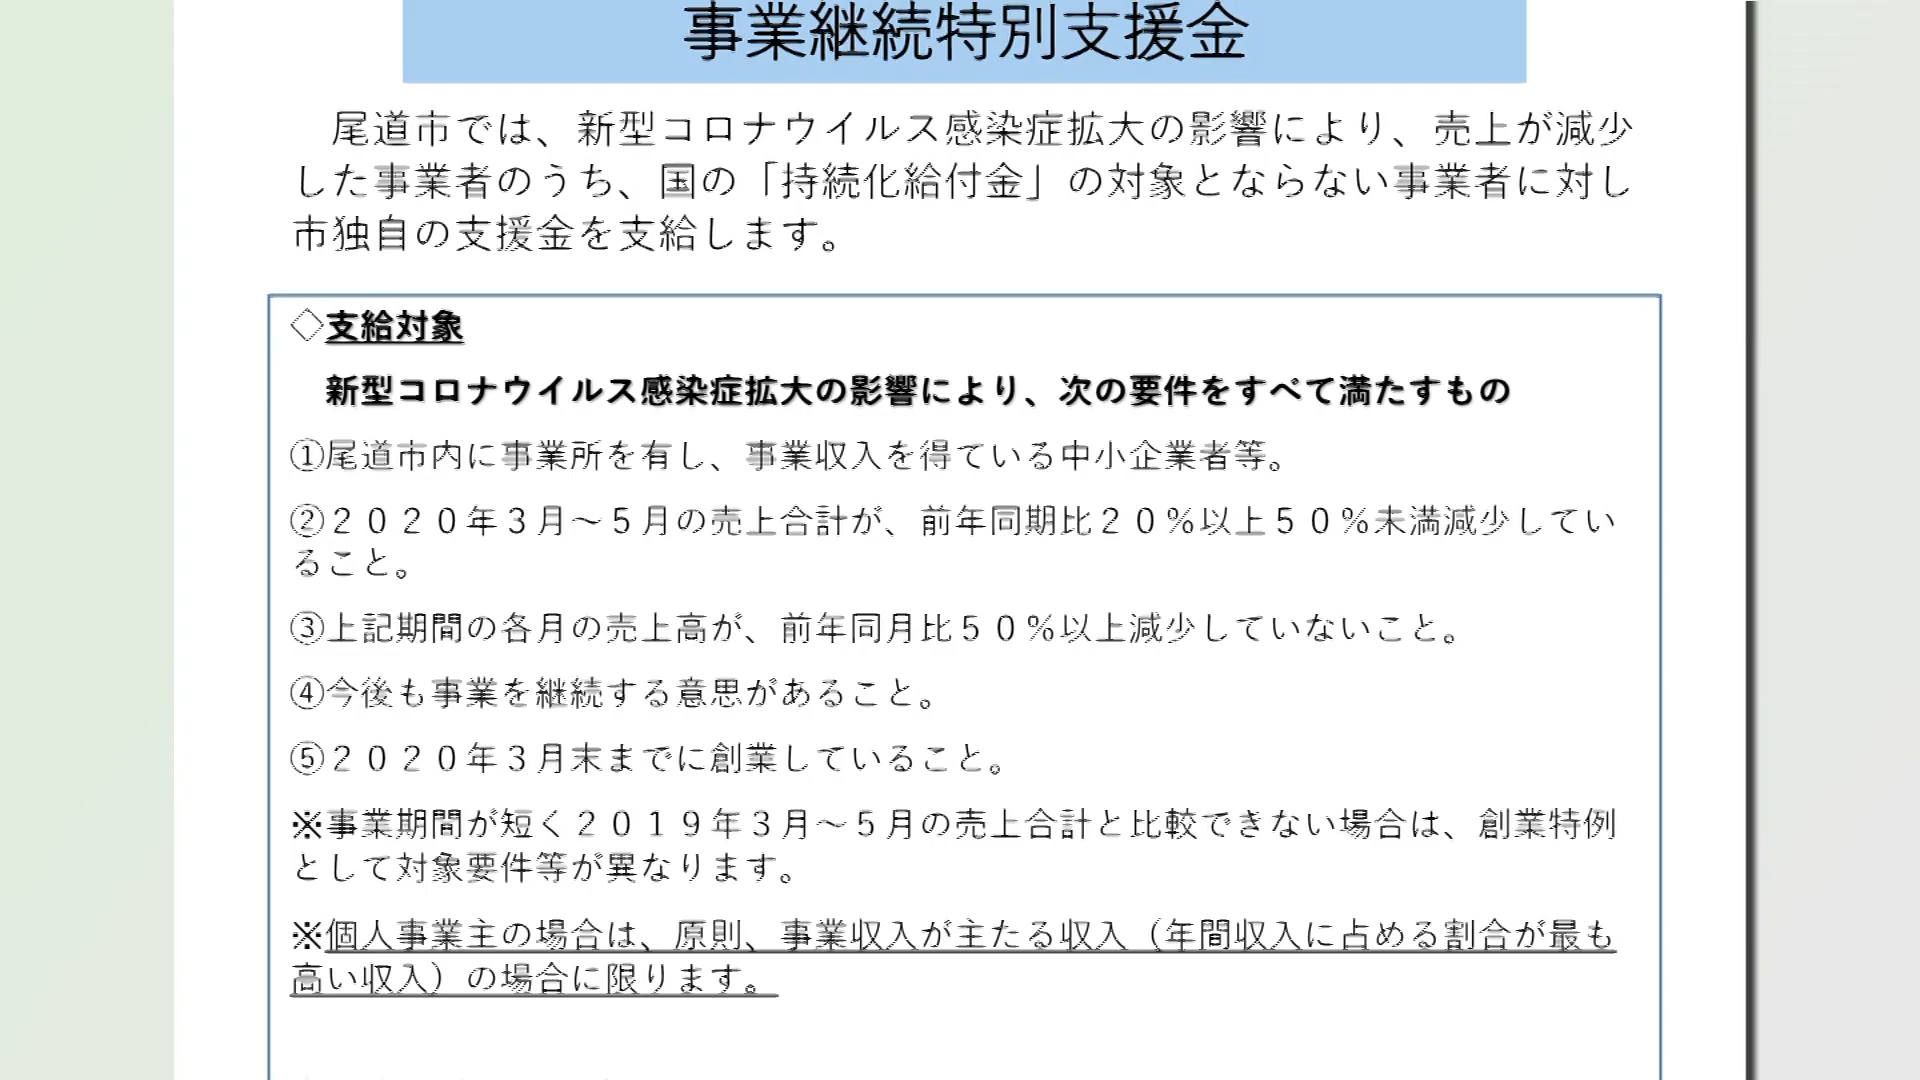 事業継続特別支援金
尾道市では、新型コロナウイルス感染症拡大の影響により、売上が減少
した事業者のうち、国の「持続化給付金」の対象とならない事業者に対し
市独自の支援金を支給します。
◇支給対象
新型コロナウイルス感染症拡大の影響により、次の要件をすべて満たすもの
①尾道市内に事業所を有し、事業収入を得ている中小企業者等。
②２０２０年３月～５月の売上合計が、前年同期比２０％以上５０％未満減少してい
ること。
③上記期間の各月の売上高が、前年同月比５０％以上減少していないこと。
④今後も事業を継続する意思があること。
⑤２０２０年３月末までに創業していること。
※事業期間が短く２０１９年３月～５月の売上合計と比較できない場合は、創業特例
として対象要件等が異なります。
※個人事業主の場合は、原則、事業収入が主たる収入（年間収入に占める割合が最も
高い収入）の場合に限ります。